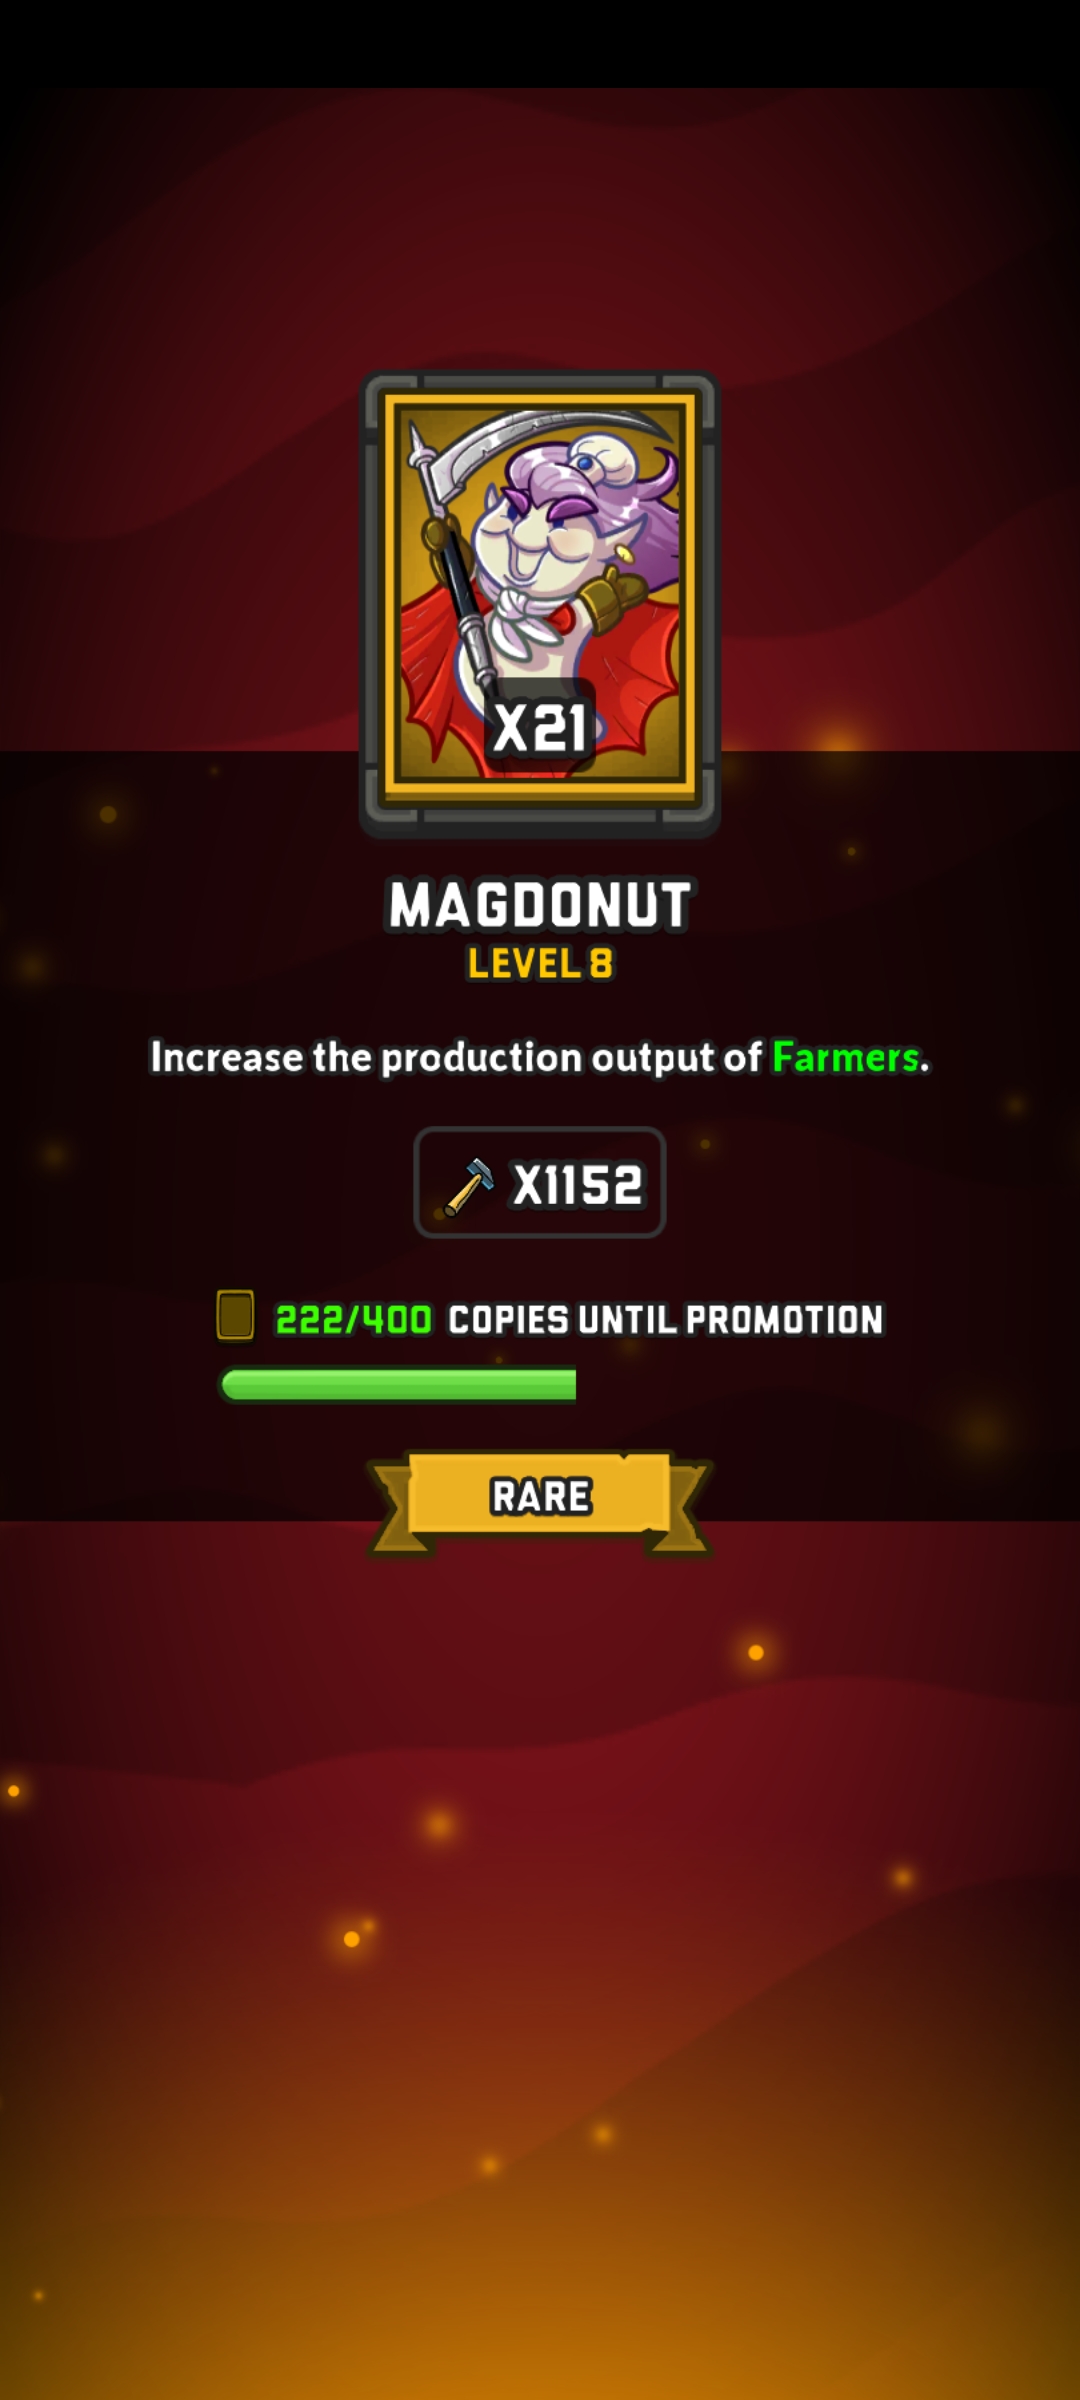 X21
MAGDONUT
LEVEL 8
Increase the production output of Farmers.
X1152
222/400 COPIES UNTIL PROMOTION
RARE